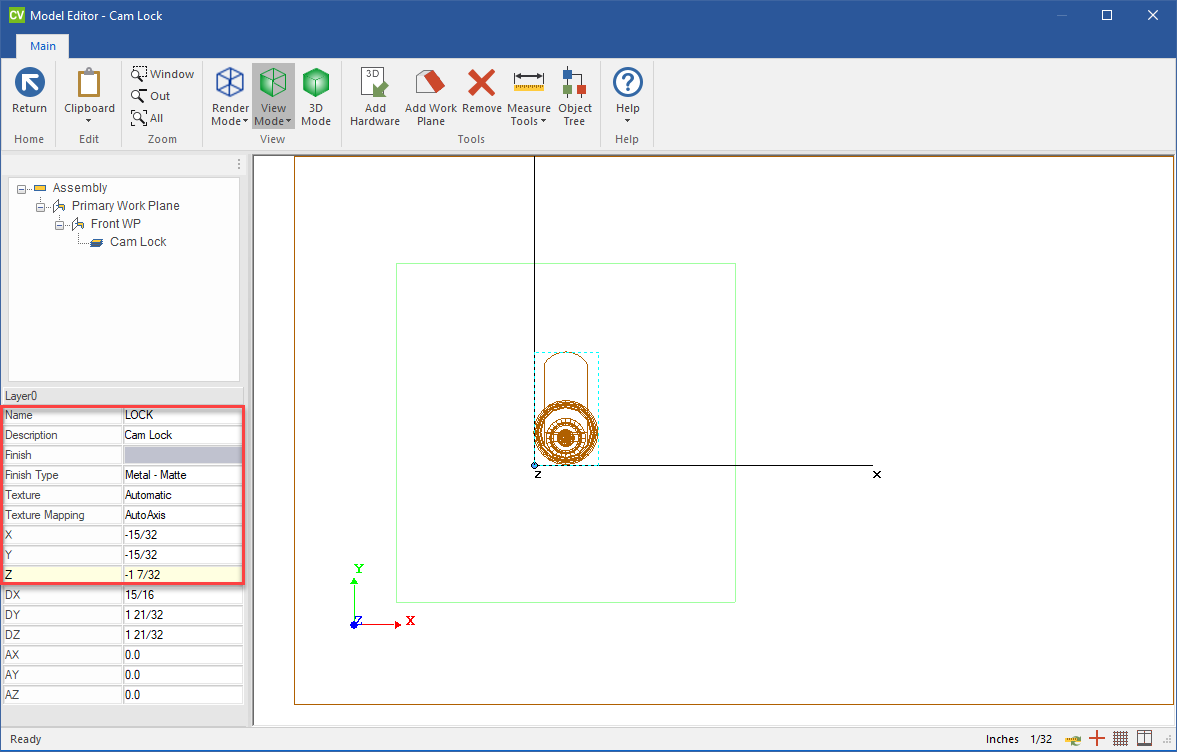 CV Model Editor - Cam Lock
Main
Return
Home
Clipboard
Edit
Window
Out
All
Zoom
Render Mode
View Mode
3D Mode
View
3D
Add Hardware
Add Work Plane
Remove
Measure Tools
Object Tree
Tools
Help
Help
Assembly
Primary Work Plane
Front WP
Cam Lock
Layer0
Name LOCK
Description Cam Lock
Finish
Finish Type Metal - Matte
Texture Automatic
Texture Mapping AutoAxis
X -15/32
Y -15/32
Z -1 7/32
DX 15/16
DY 1 21/32
DZ 1 21/32
AX 0.0
AY 0.0
AZ 0.0
Z
X
Y
Z
X
Ready
Inches 1/32